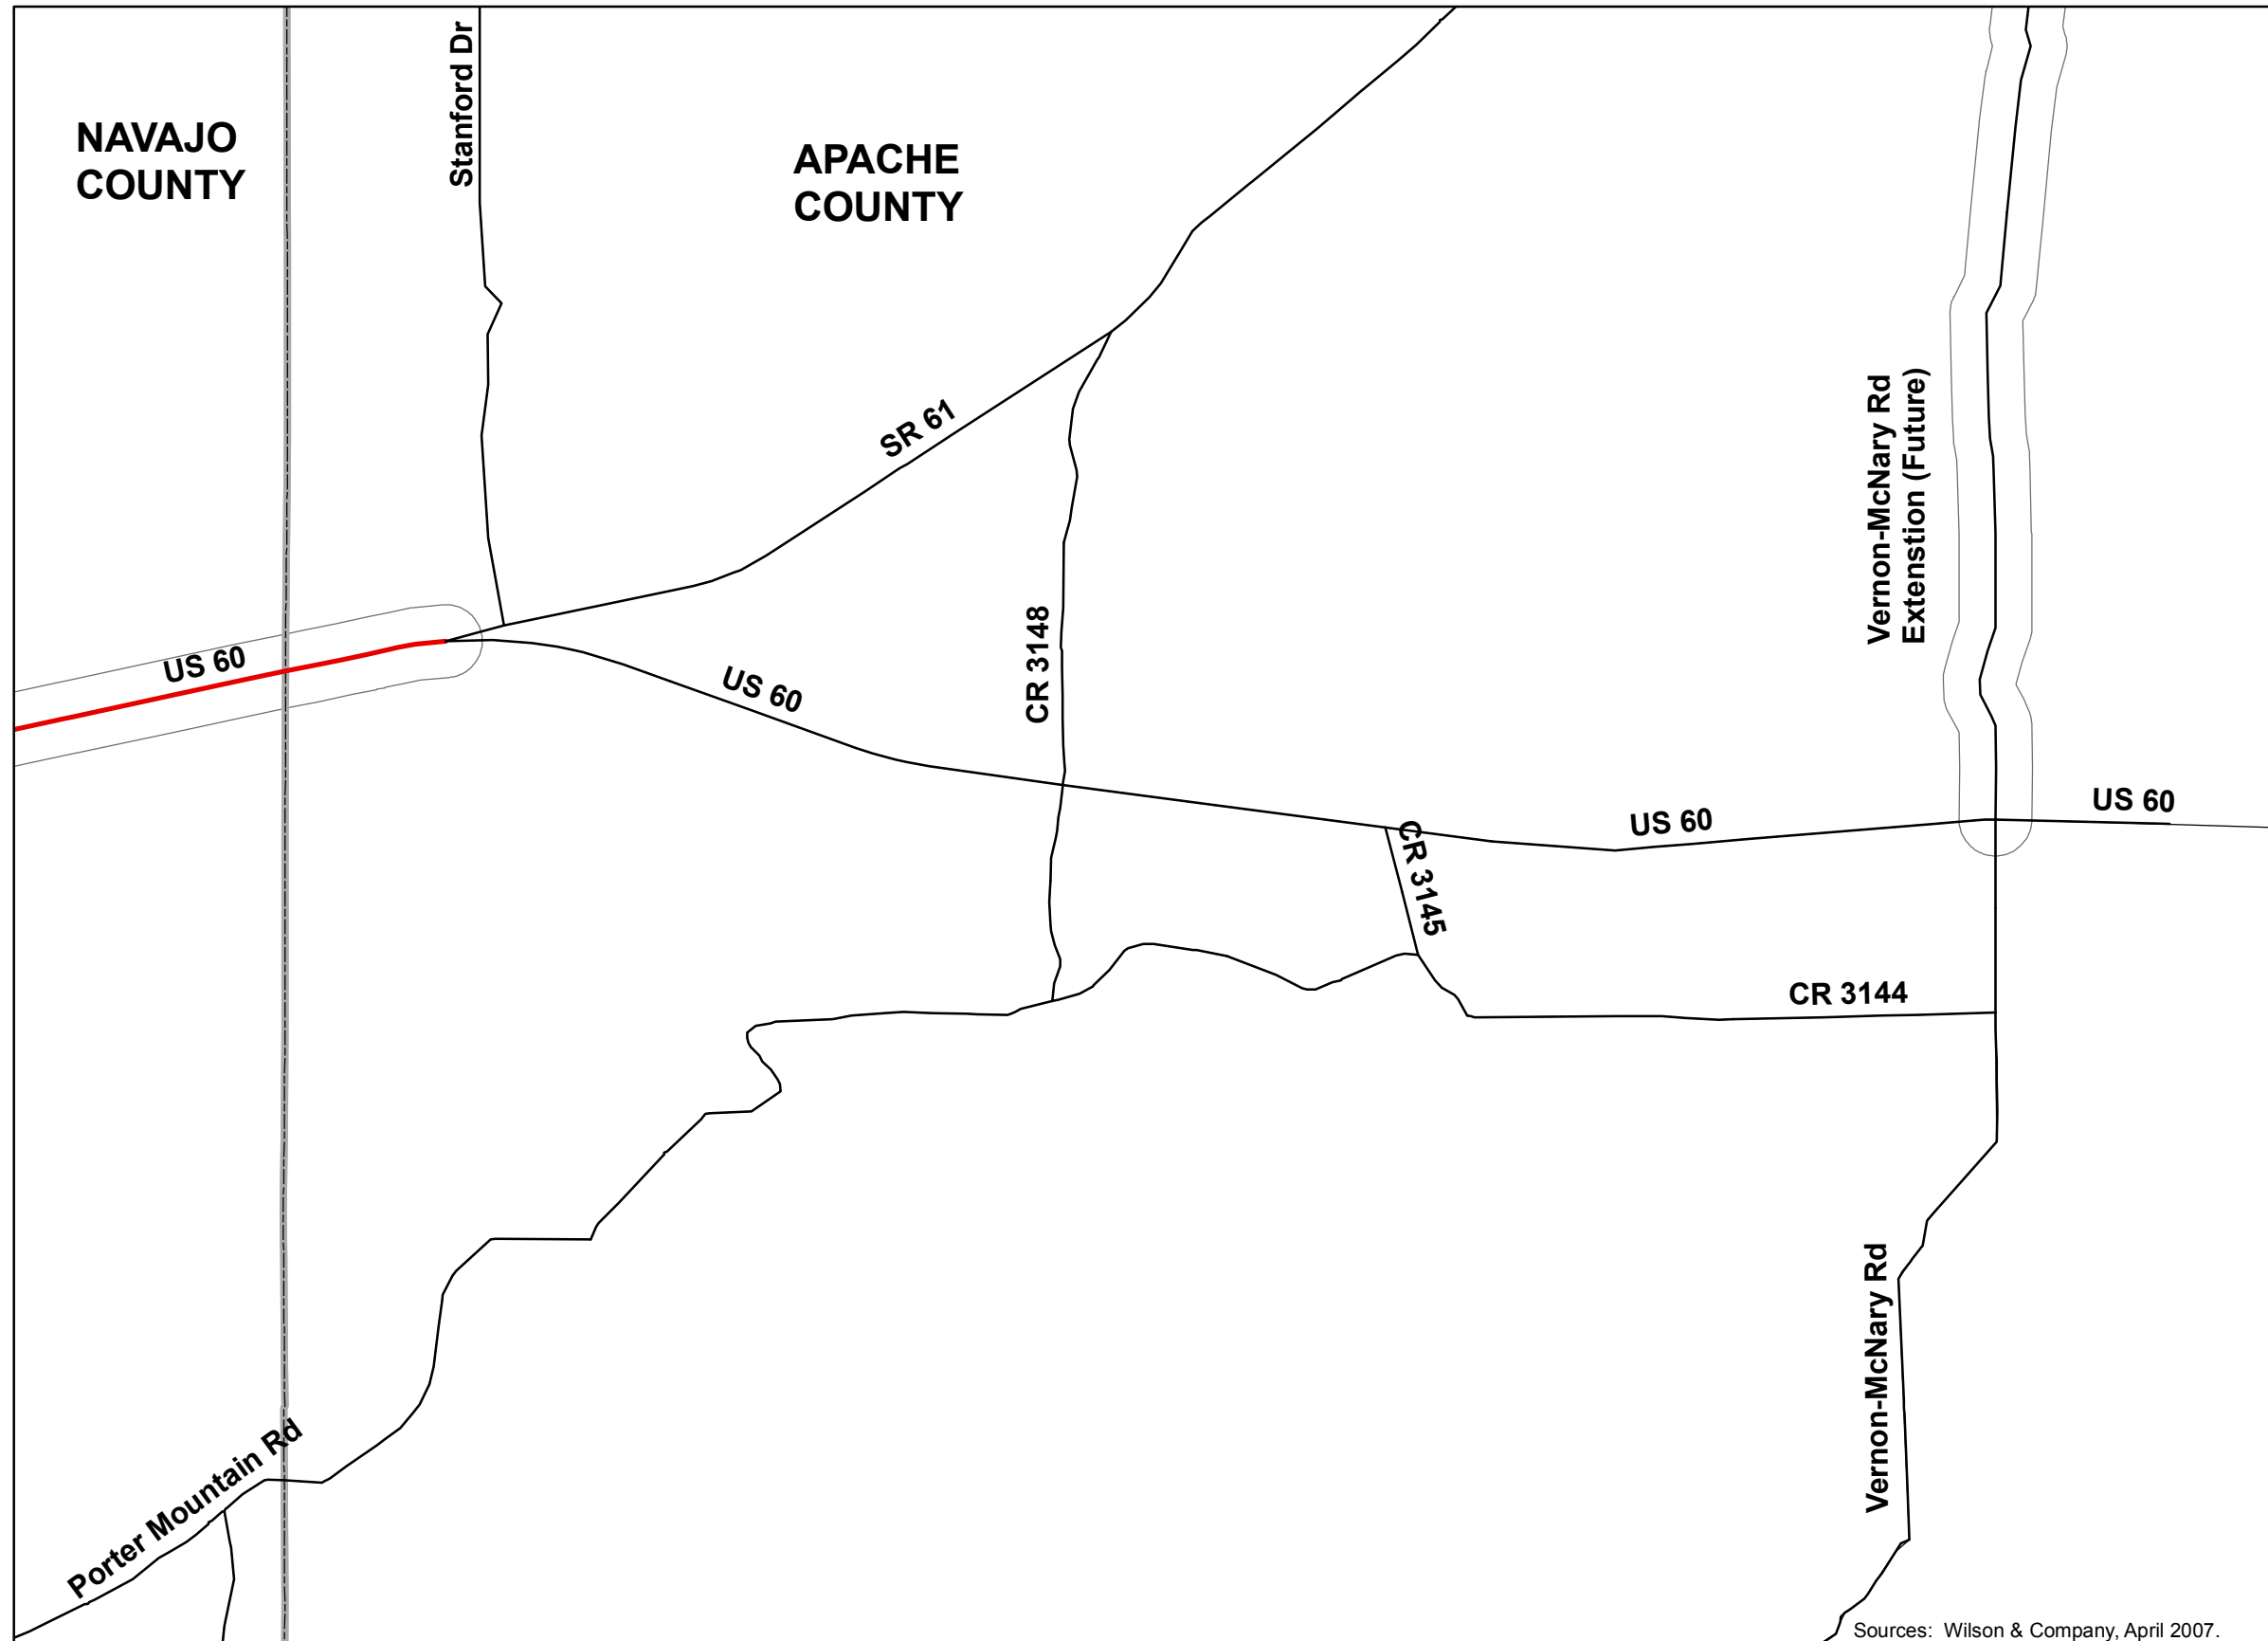 Stanford Dr
NAVAJO
COUNTY
APACHE
COUNTY
Vernon-McNary Rd
Extenstion (Future)
SR 61
US 60
CR 3148
US 60
US 60
US 60
CR 3145
CR 3144
Vernon-McNary Rd
Porter Mountain Rd
Sources: Wilson & Company, April 2007.